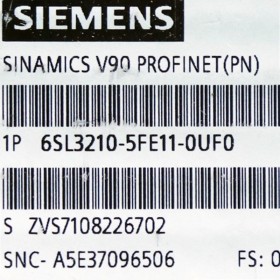 SIEMENS
SINAMICS V90 PROFINET(PN)
1P 6SL3210-5FE11-0UF0
S ZVS7108226702
SNC- A5E37096506 FS: 0